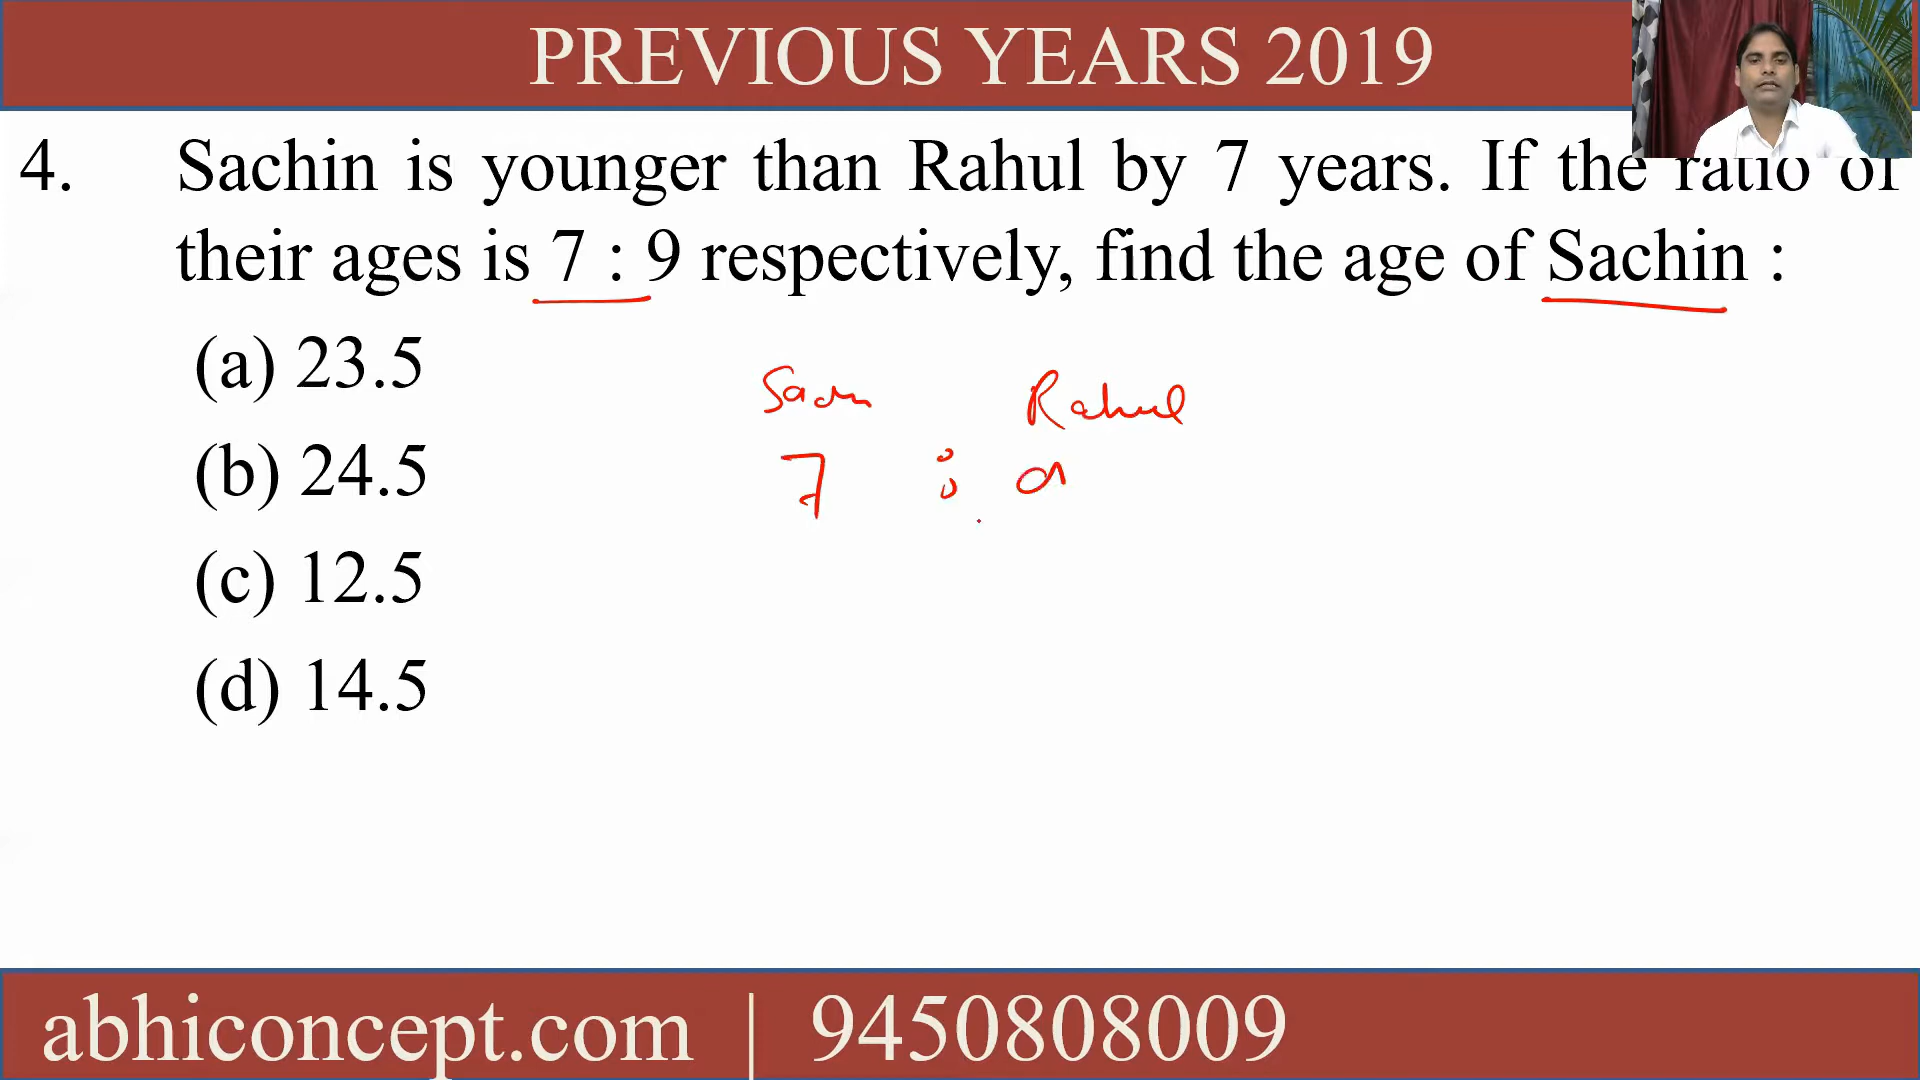 PREVIOUS YEARS 2019
4. Sachin is younger than Rahul by 7 years. If the ratio of
their ages is 7 : 9 respectively, find the age of Sachin :
(a) 23.5
(b) 24.5
(c) 12.5
(d) 14.5
Sachin Rahul
7 : 9
abhiconcept.com | 9450808009